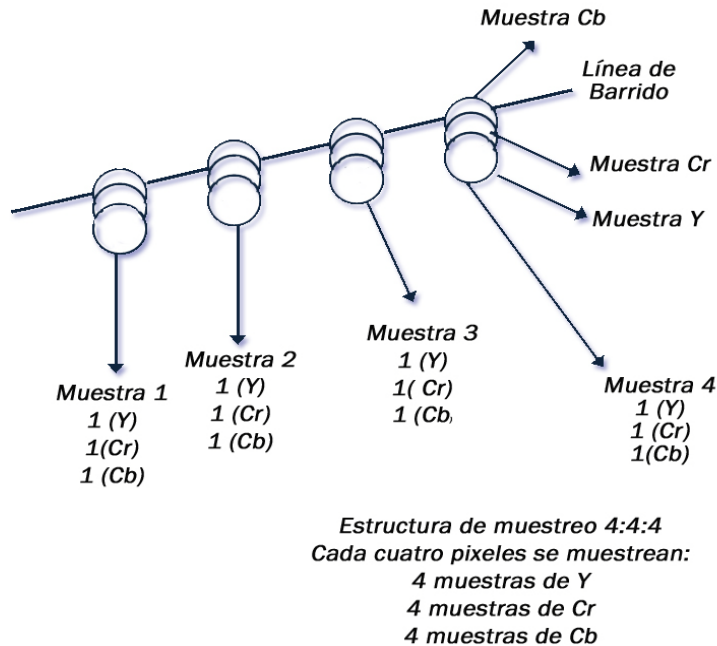 Muestra Cb
Línea de
Barrido
Muestra Cr
Muestra Y
Muestra 1
1 (Y)
1(Cr)
1 (Cb)
Muestra 2
1 (Y)
1 (Cr)
1 (Cb)
Muestra 3
1 (Y)
1( Cr)
1 (Cb)
Muestra 4
1 (Y)
1 (Cr)
1(Cb)
Estructura de muestreo 4:4:4
Cada cuatro pixeles se muestrean:
4 muestras de Y
4 muestras de Cr
4 muestras de Cb